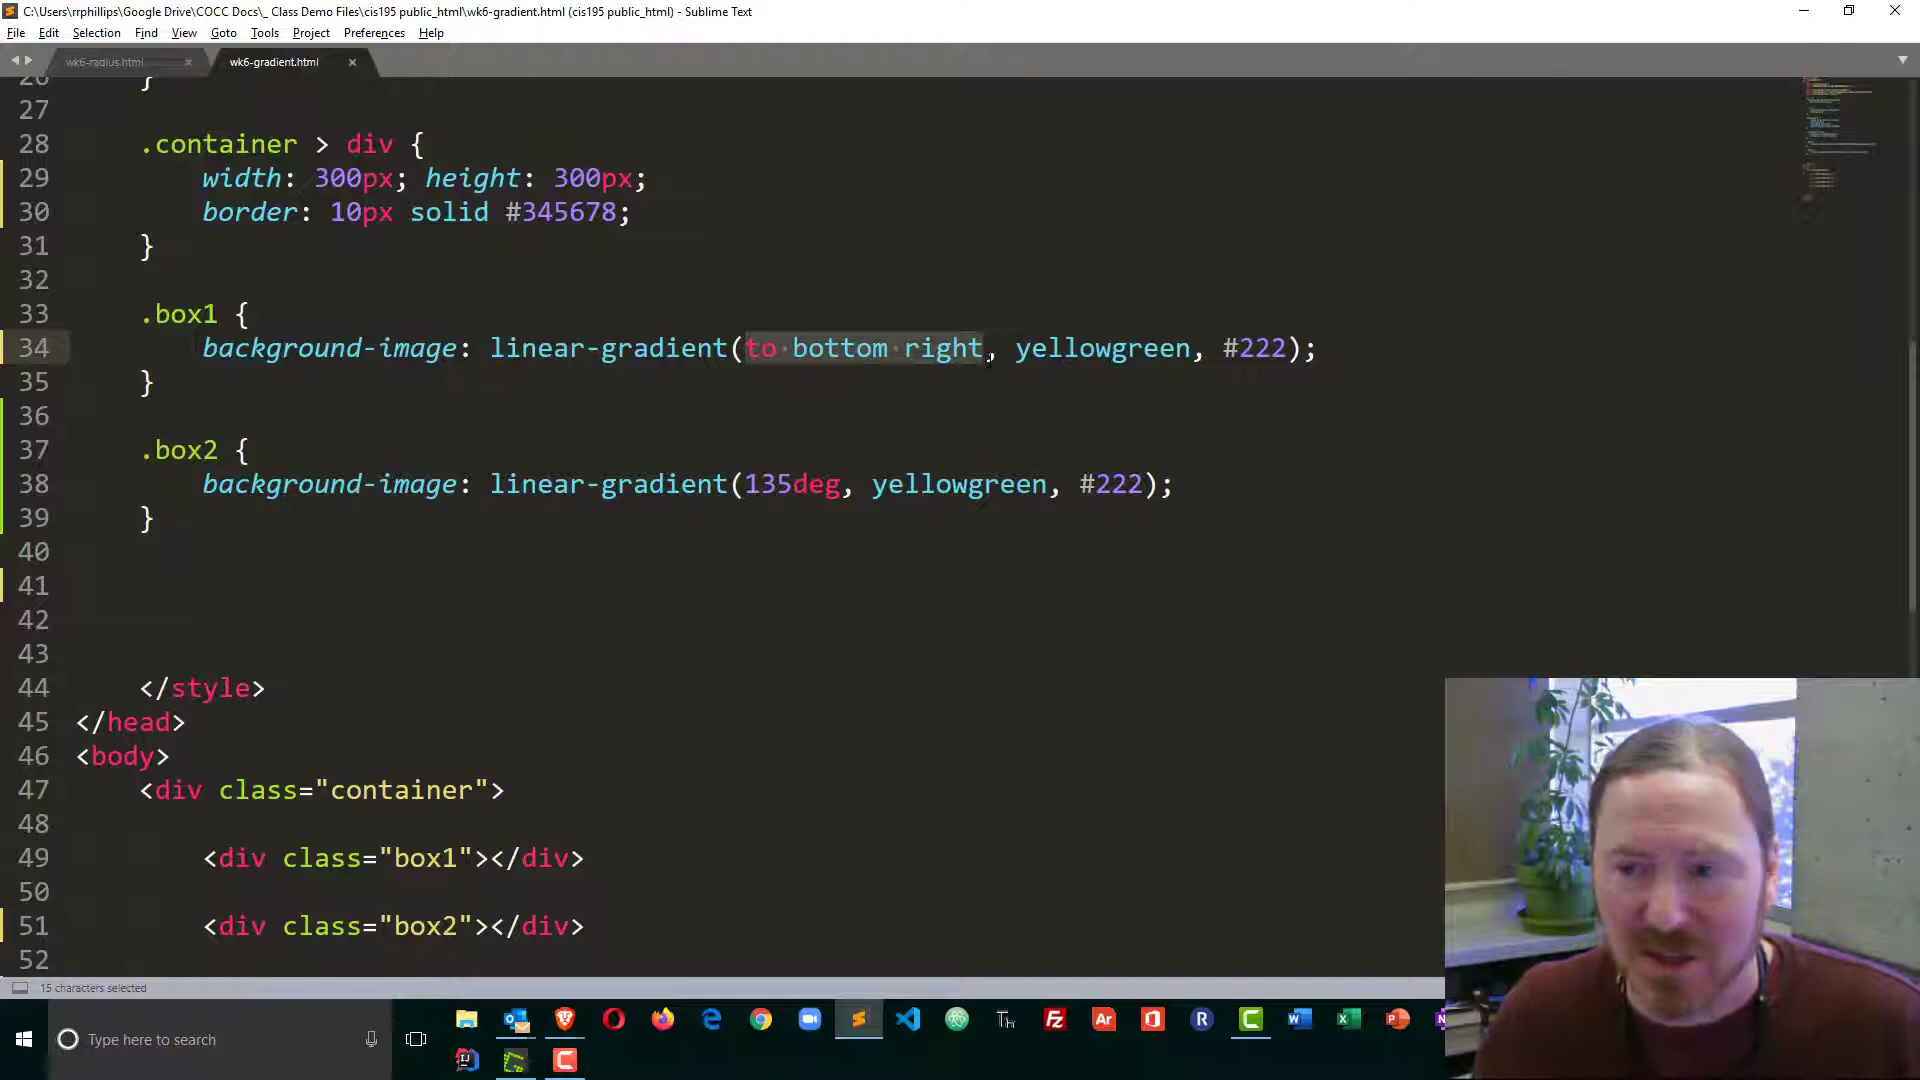 C:\Users\rrphillips\Google Drive\COCC Docs\_ Class Demo Files\cis195 public_html\wk6-gradient.html (cis195 public_html) - Sublime Text
File Edit Selection Find View Goto Tools Project Preferences Help
wk6-radius.html × wk6-gradient.html ×
26 }
27
28 .container > div {
29 width: 300px; height: 300px;
30 border: 10px solid #345678;
31 }
32
33 .box1 {
34 background-image: linear-gradient(to bottom right, yellowgreen, #222);
35 }
36
37 .box2 {
38 background-image: linear-gradient(135deg, yellowgreen, #222);
39 }
40
41
42
43
44 </style>
45 </head>
46 <body>
47 <div class="container">
48
49 <div class="box1"></div>
50
51 <div class="box2"></div>
52
15 characters selected
Type here to search
Th Fz Ar R
IJ